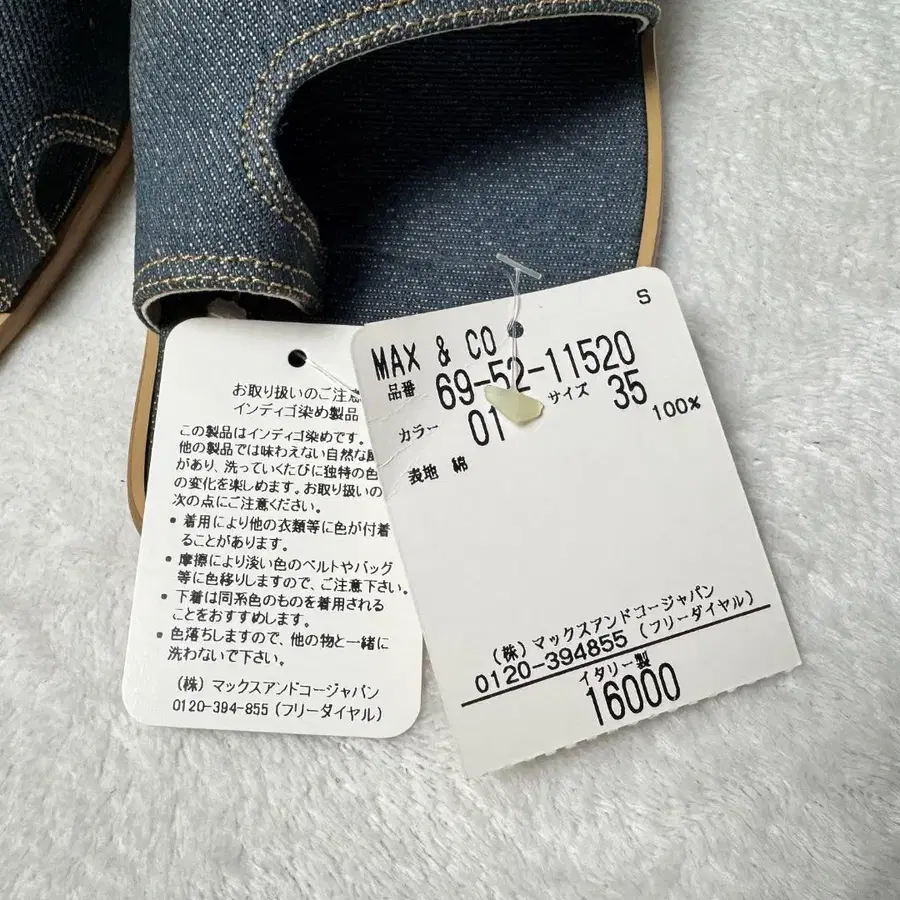 お取り扱いのご注意
インディゴ染め製品
この製品はインディゴ染めです。
他の製品では味わえない自然な風
があり、洗っていくたびに独特の色
の変化を楽しめます。お取り扱いの
次の点にご注意ください。
● 着用により他の衣類等に色が付着
ることがあります。
● 摩擦により淡い色のベルトやバッグ
等に色移りしますので、ご注意下さい。
● 下着は同系色のものを着用される
ことをおすすめします。
● 色落ちしますので、他の物と一緒に
洗わないで下さい。
(株) マックスアンドコージャパン
0120-394-855 (フリーダイヤル)
S
MAX & CO
品番 69-52-11520
カラー 01 サイズ 35
表地 綿 100%
(株) マックスアンドコージャパン
0120-394855 (フリーダイヤル)
イタリー製
16000